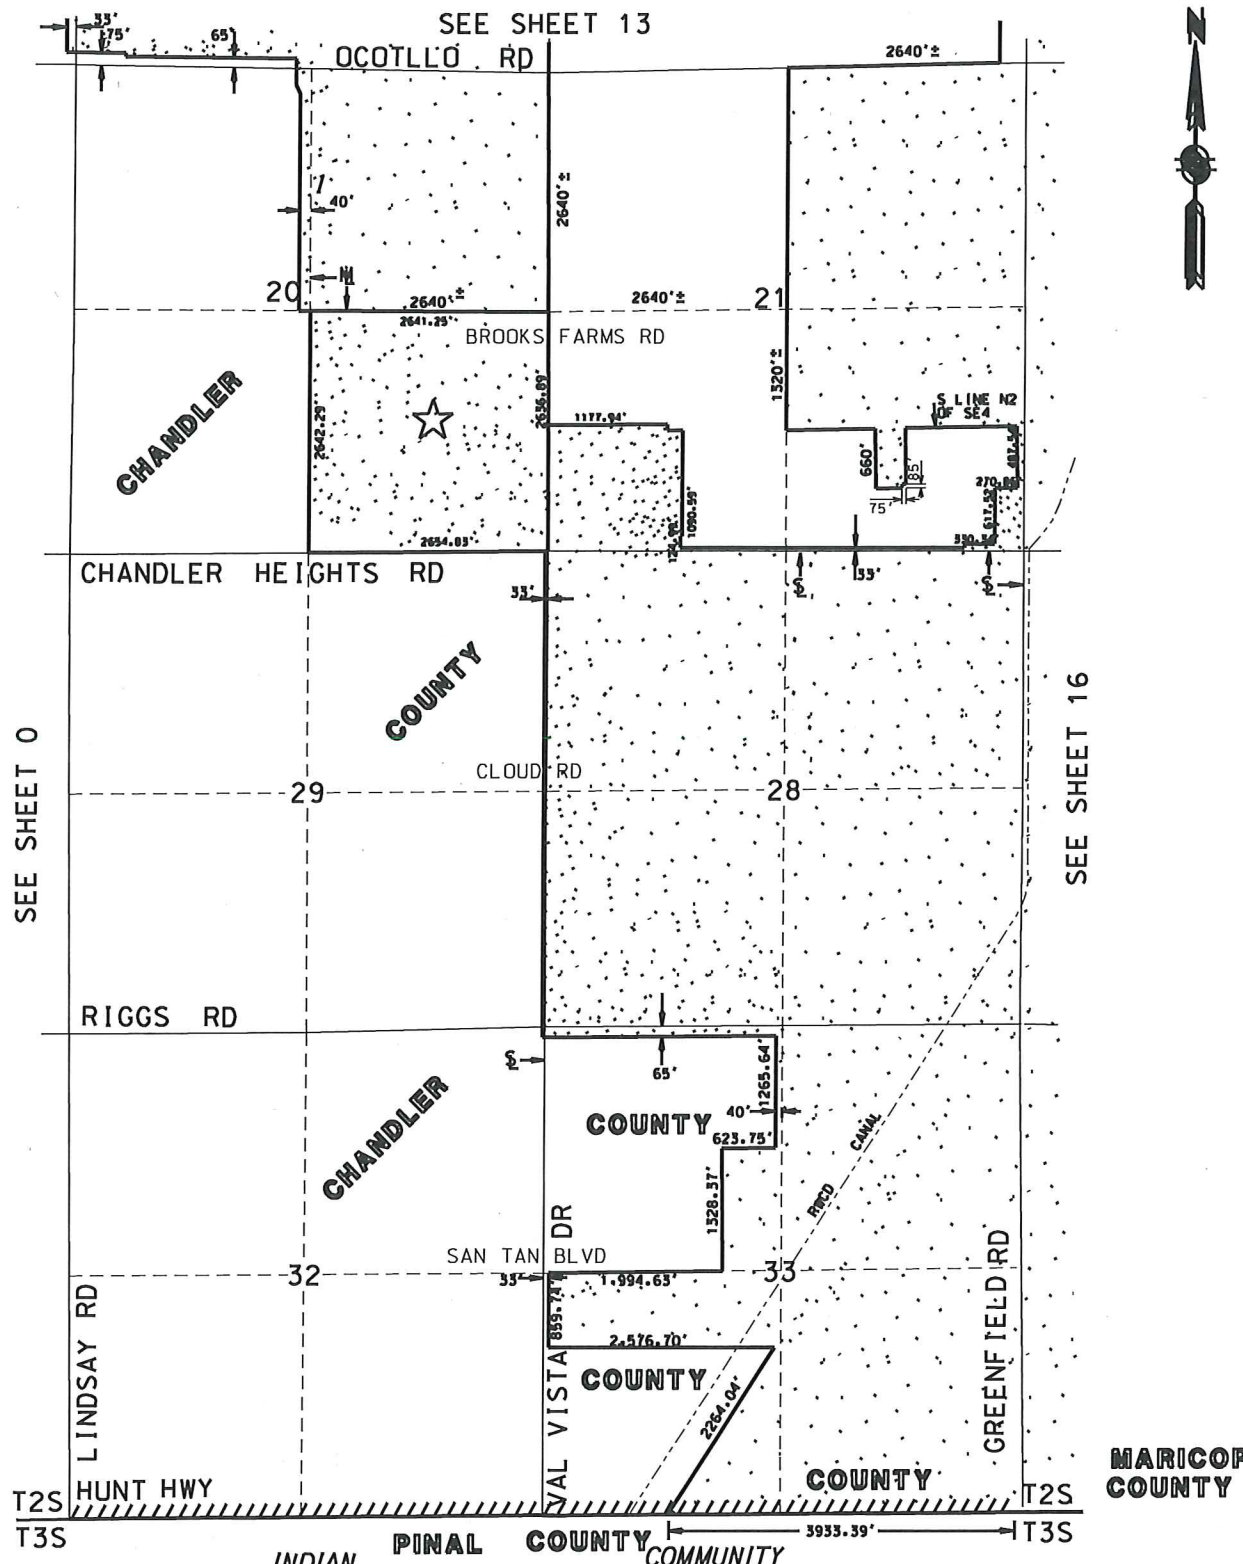 SEE SHEET 13
N
33'
75'
65'
OCOTLLO RD
2640'±
40'
2640'±
20
2640'±
2641.25'
2640'±
21
BROOKS FARMS RD
CHANDLER
2642.29'
2636.89'
1320'±
1177.94'
S LINE N2
OF SE4
660'
85'
75'
617.52'
2654.83'
1090.59'
33'
CHANDLER HEIGHTS RD
33'
COUNTY
SEE SHEET 0
SEE SHEET 16
CLOUD RD
29
28
RIGGS RD
65'
1265.64'
40'
CHANDLER
COUNTY
623.75'
CANAL
RWCD
1328.37'
VAL VISTA DR
SAN TAN BLVD
32
33'
1,994.63'
33
859.74'
2,576.70'
LINDSAY RD
COUNTY
2264.04'
GREENFIELD RD
COUNTY
MARICOP
COUNTY
HUNT HWY
T2S
T2S
T3S
T3S
PINAL COUNTY
3933.39'
INDIAN COMMUNITY